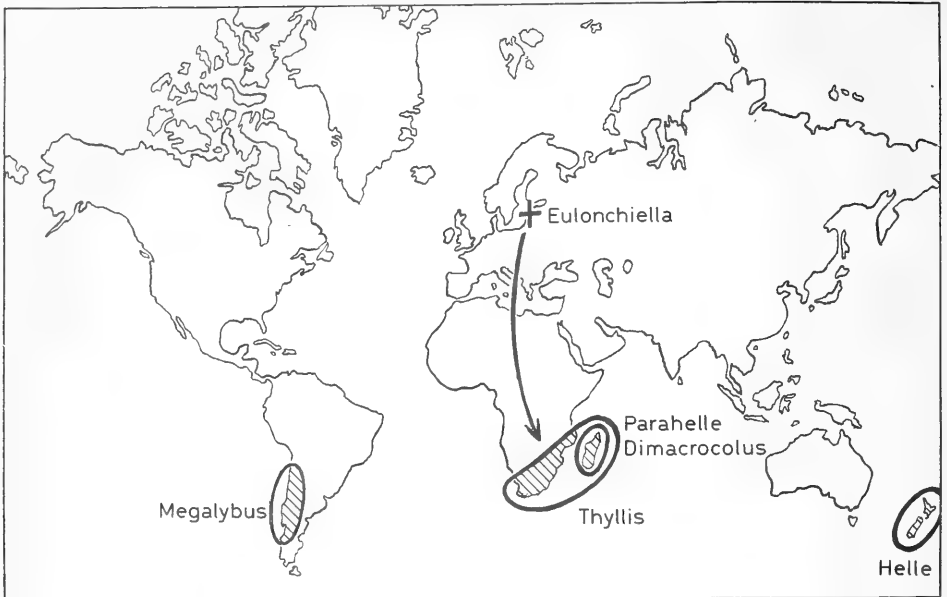 Eulonchiella
Parahelle
Dimacrocolus
Megalybus
Thyllis
Helle